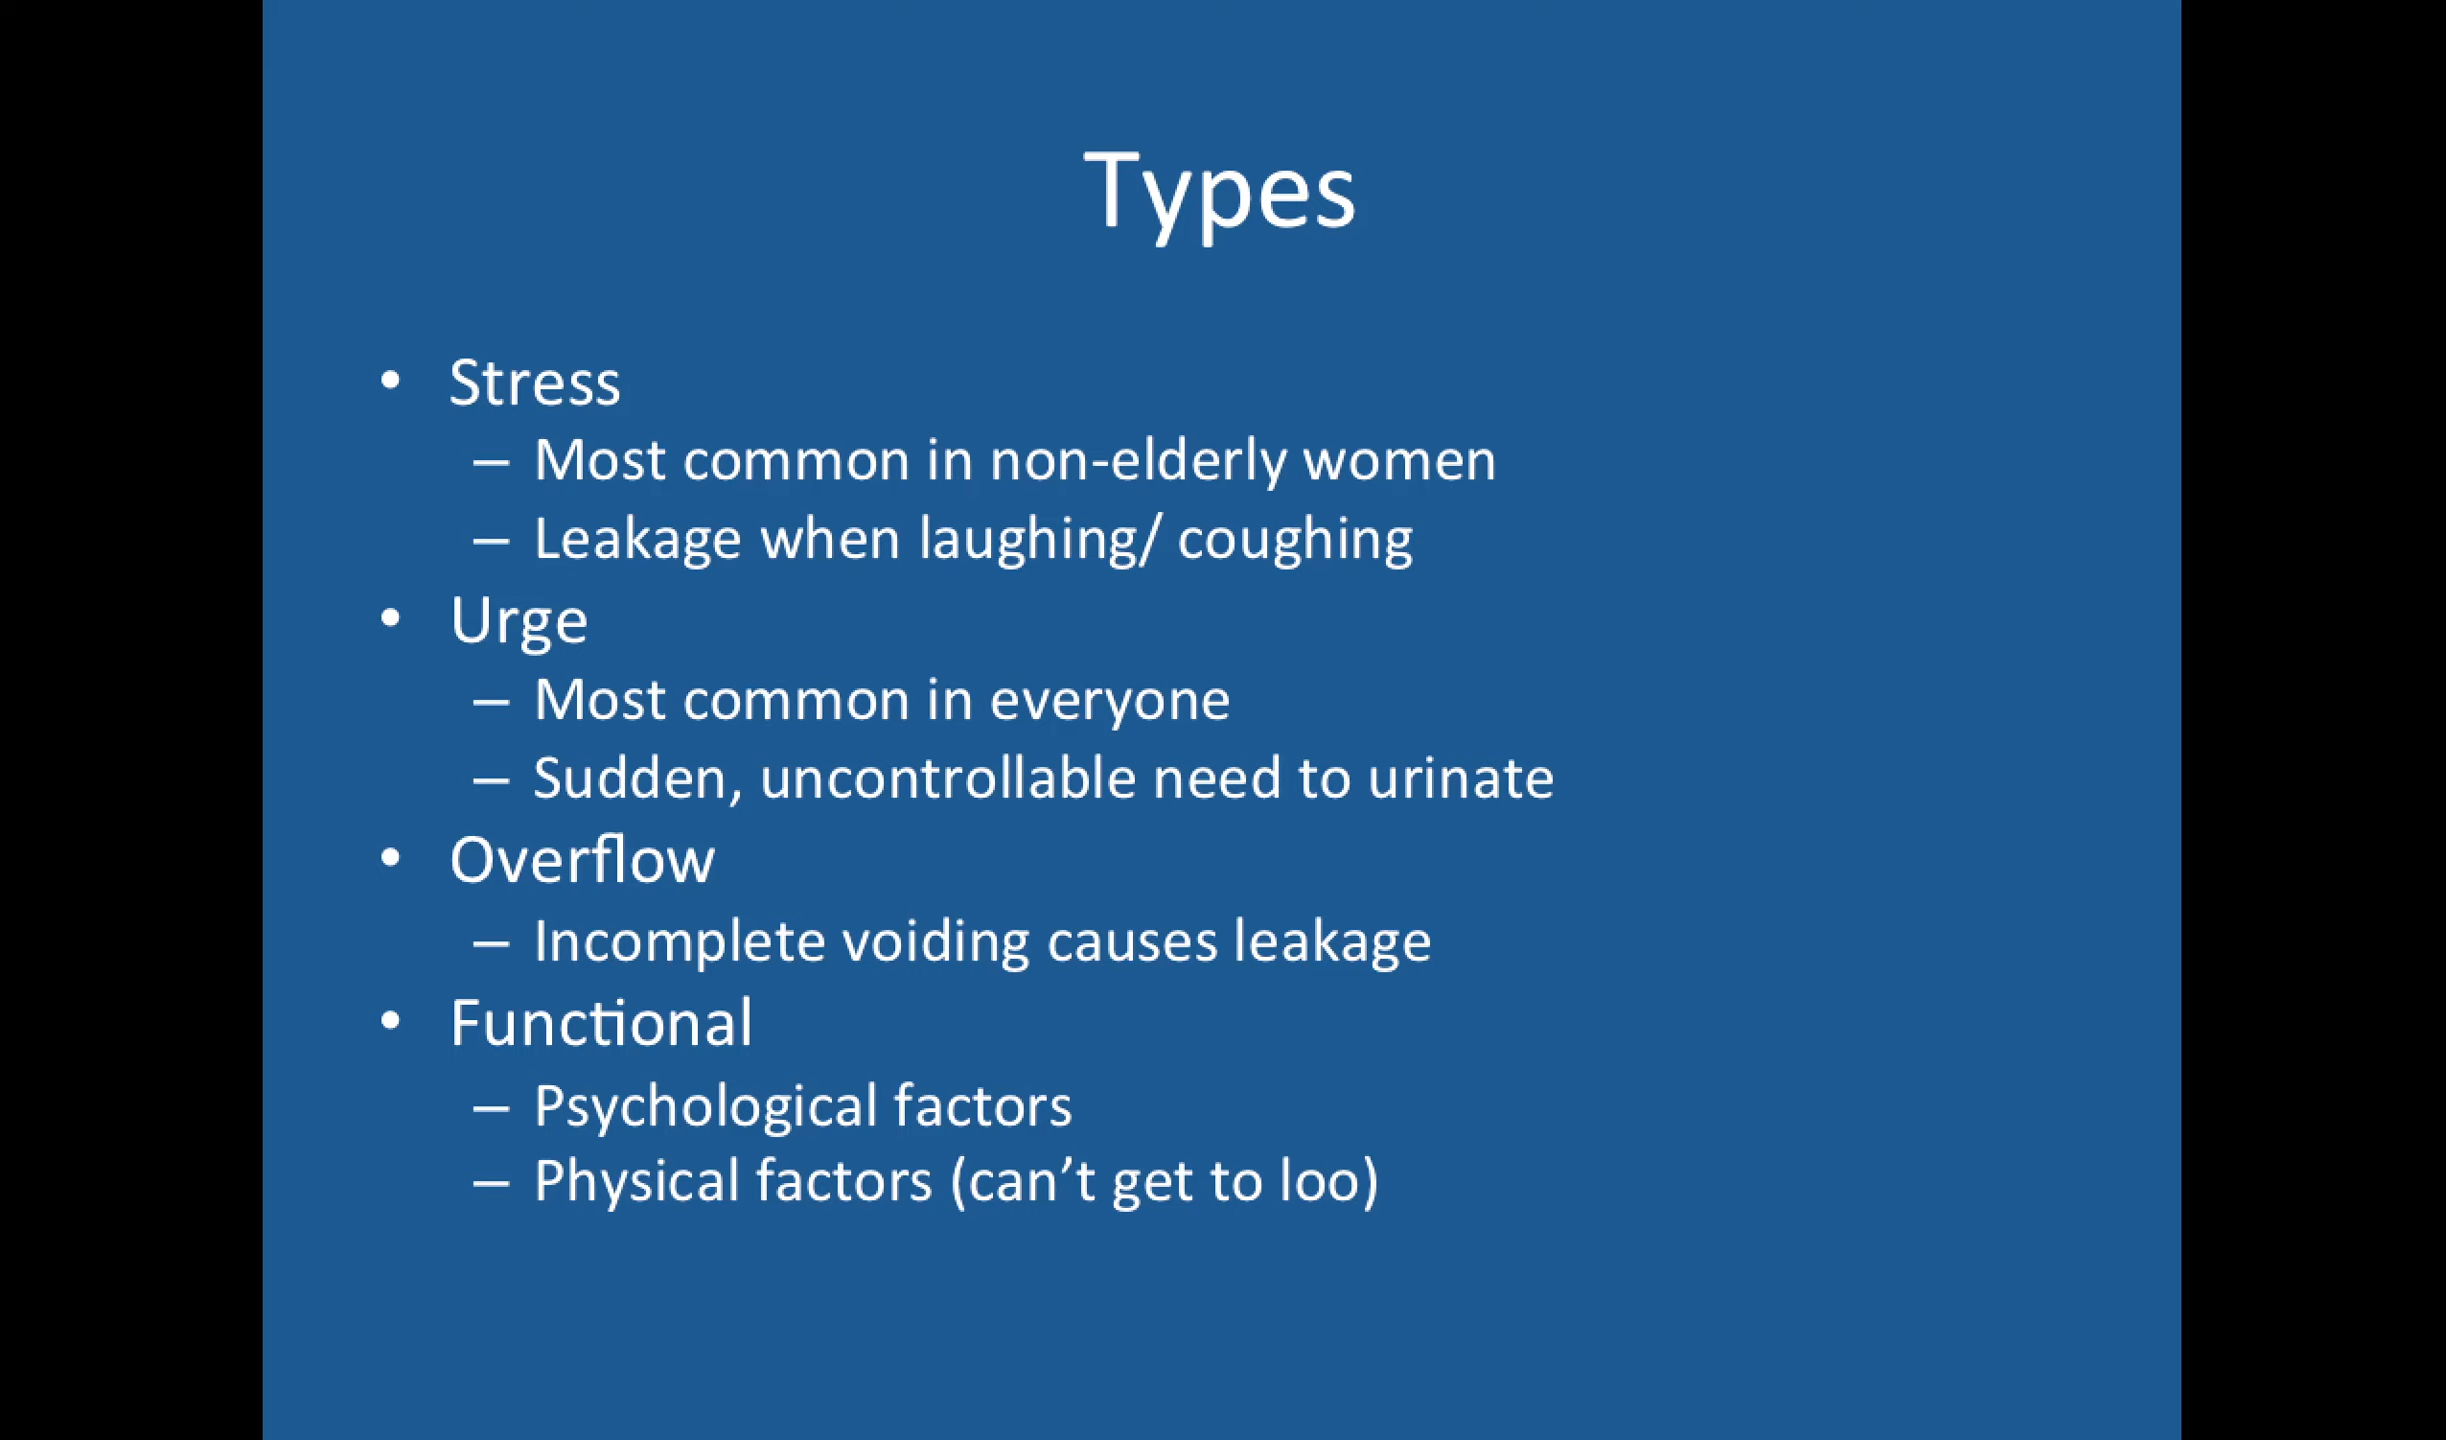 Types
• Stress
– Most common in non-elderly women
– Leakage when laughing/ coughing
• Urge
– Most common in everyone
– Sudden, uncontrollable need to urinate
• Overflow
– Incomplete voiding causes leakage
• Functional
– Psychological factors
– Physical factors (can’t get to loo)